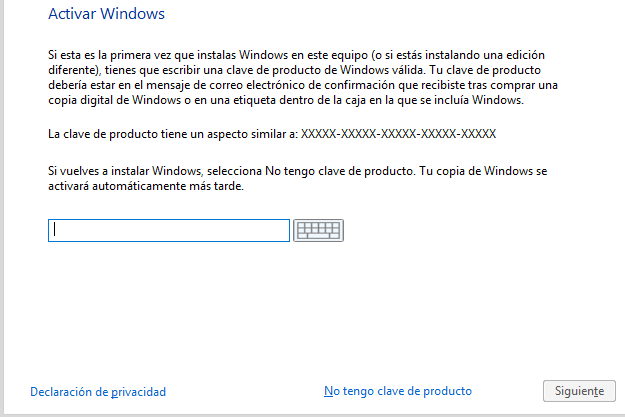 Activar Windows
Si esta es la primera vez que instalas Windows en este equipo (o si estás instalando una edición
diferente), tienes que escribir una clave de producto de Windows válida. Tu clave de producto
debería estar en el mensaje de correo electrónico de confirmación que recibiste tras comprar una
copia digital de Windows o en una etiqueta dentro de la caja en la que se incluía Windows.
La clave de producto tiene un aspecto similar a: XXXXX-XXXXX-XXXXX-XXXXX-XXXXX
Si vuelves a instalar Windows, selecciona No tengo clave de producto. Tu copia de Windows se
activará automáticamente más tarde.
Declaración de privacidad
No tengo clave de producto
Siguiente